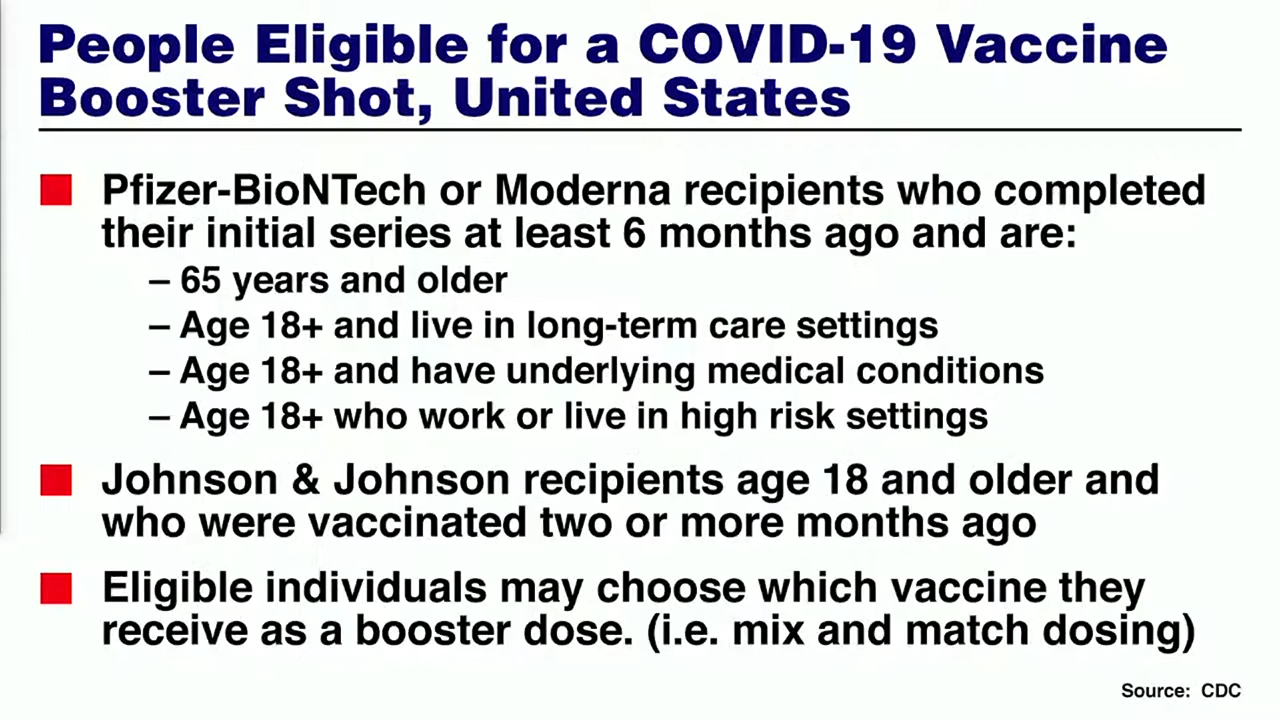 People Eligible for a COVID-19 Vaccine
Booster Shot, United States
Pfizer-BioNTech or Moderna recipients who completed
their initial series at least 6 months ago and are:
– 65 years and older
– Age 18+ and live in long-term care settings
– Age 18+ and have underlying medical conditions
– Age 18+ who work or live in high risk settings
Johnson & Johnson recipients age 18 and older and
who were vaccinated two or more months ago
Eligible individuals may choose which vaccine they
receive as a booster dose. (i.e. mix and match dosing)
Source: CDC